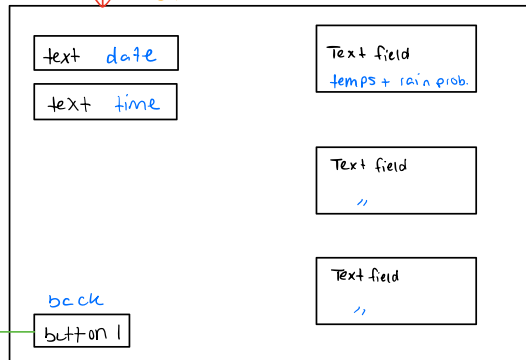 text date
text time
Text field
temps + rain prob.
Text field
"
Text field
"
back
button 1